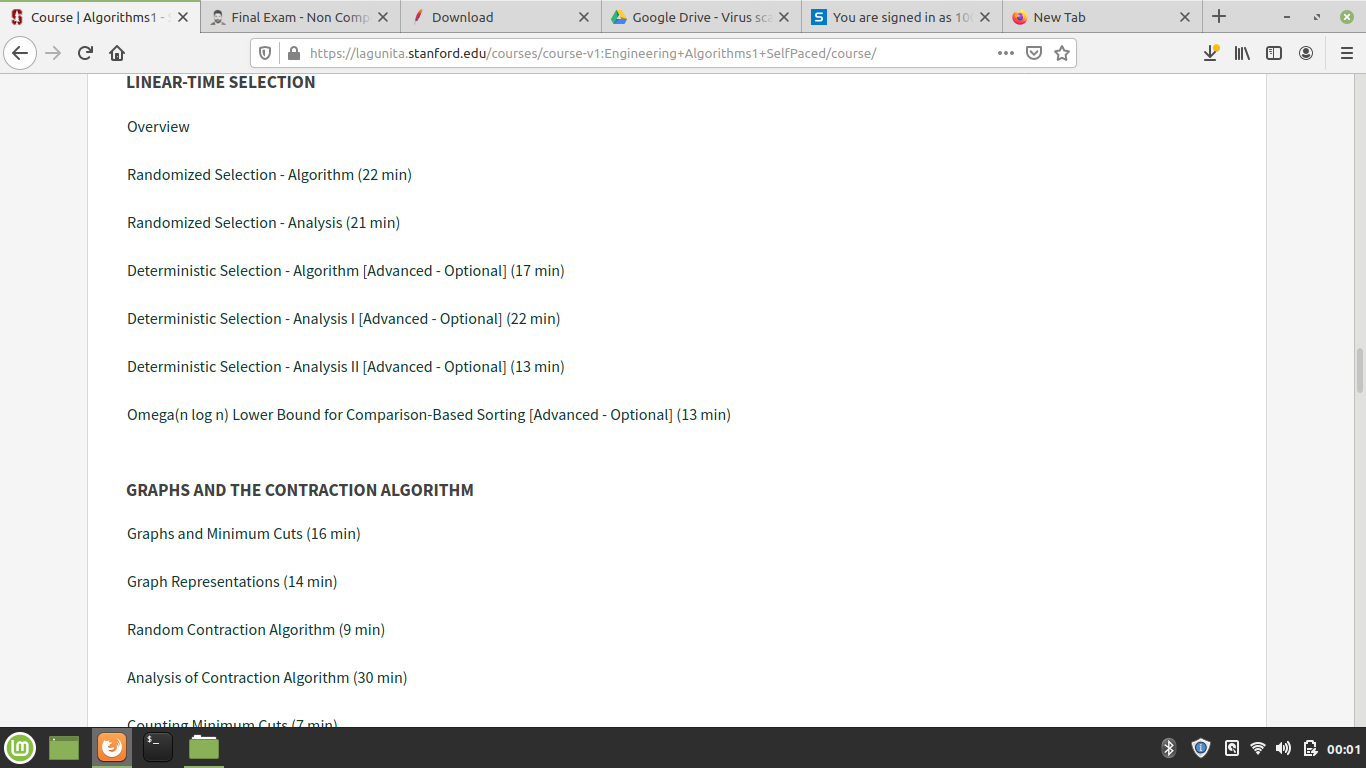 Course | Algorithms1 -
Final Exam - Non Comp
Download
Google Drive - Virus sca
You are signed in as 10
New Tab
https://lagunita.stanford.edu/courses/course-v1:Engineering+Algorithms1+SelfPaced/course/
LINEAR-TIME SELECTION
Overview
Randomized Selection - Algorithm (22 min)
Randomized Selection - Analysis (21 min)
Deterministic Selection - Algorithm [Advanced - Optional] (17 min)
Deterministic Selection - Analysis I [Advanced - Optional] (22 min)
Deterministic Selection - Analysis II [Advanced - Optional] (13 min)
Omega(n log n) Lower Bound for Comparison-Based Sorting [Advanced - Optional] (13 min)
GRAPHS AND THE CONTRACTION ALGORITHM
Graphs and Minimum Cuts (16 min)
Graph Representations (14 min)
Random Contraction Algorithm (9 min)
Analysis of Contraction Algorithm (30 min)
Counting Minimum Cuts (7 min)
00:01